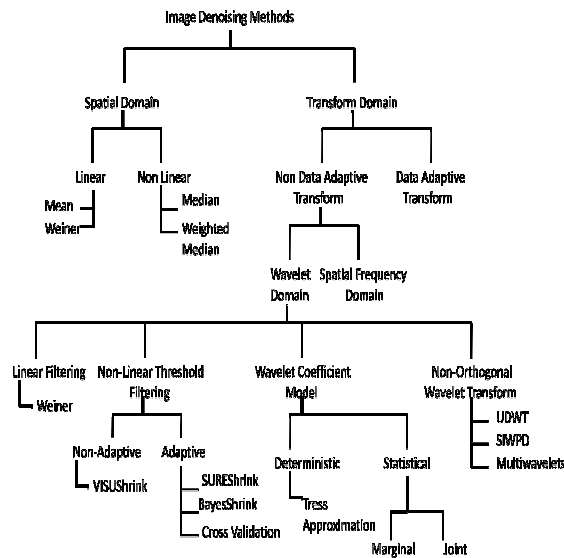 Image Denoising Methods
Spatial Domain
Transform Domain
Linear
Non Linear
Non Data Adaptive
Transform
Data Adaptive
Transform
Mean
Weiner
Median
Weighted
Median
Wavelet
Domain
Spatial Frequency
Domain
Linear Filtering
Non-Linear Threshold
Filtering
Wavelet Coefficient
Model
Non-Orthogonal
Wavelet Transform
Weiner
UDWT
SIWPD
Multiwavelets
Non-Adaptive
Adaptive
Deterministic
Statistical
VISUShrink
SUREShrink
BayesShrink
Cross Validation
Tress
Approximation
Marginal
Joint